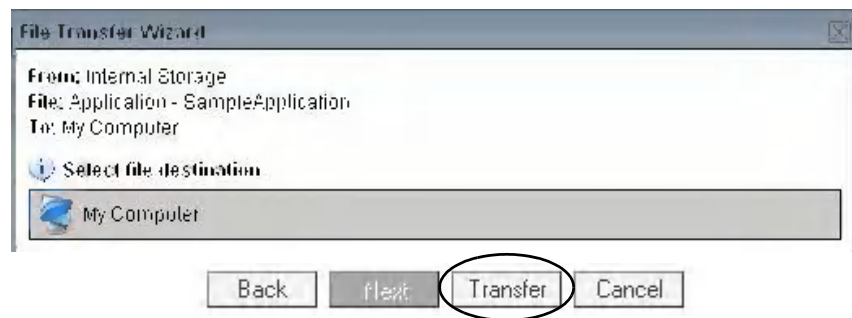 File Transfer Wizard
From: Internal Storage
File: Application - SampleApplication
To: My Computer
Select file destination
My Computer
Back Next Transfer Cancel